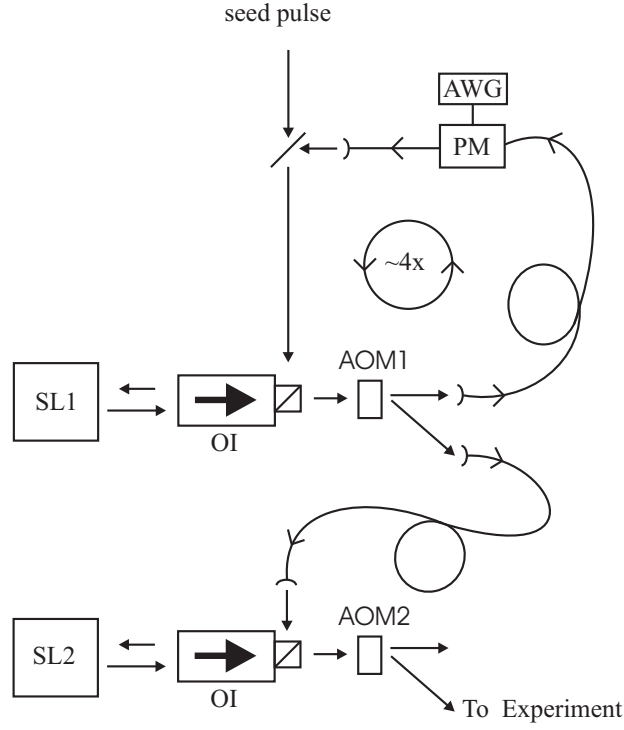 seed pulse
AWG
PM
~4x
AOM1
SL1
OI
AOM2
SL2
OI
To Experiment